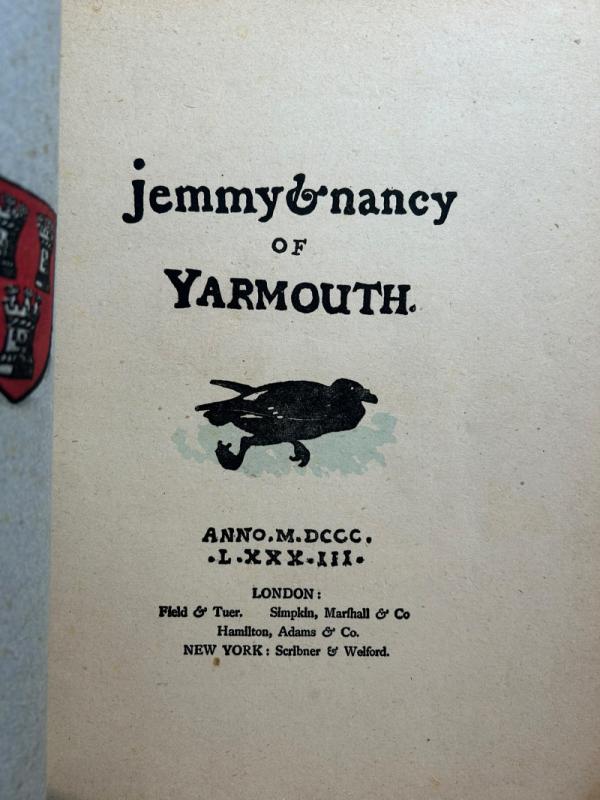 jemmy & nancy
OF
YARMOUTH.
ANNO.M.DCCC.
.L.XXX.III.
LONDON:
Field & Tuer. Simpkin, Marſhall & Co
Hamilton, Adams & Co.
NEW YORK: Scribner & Welford.